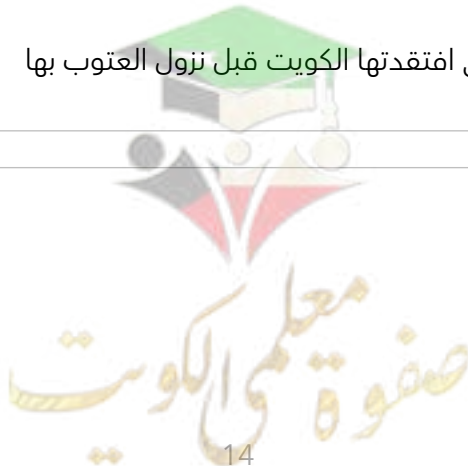 افتقدتها الكويت قبل نزول العتوب بها
صفوة معلمي الكويت
14